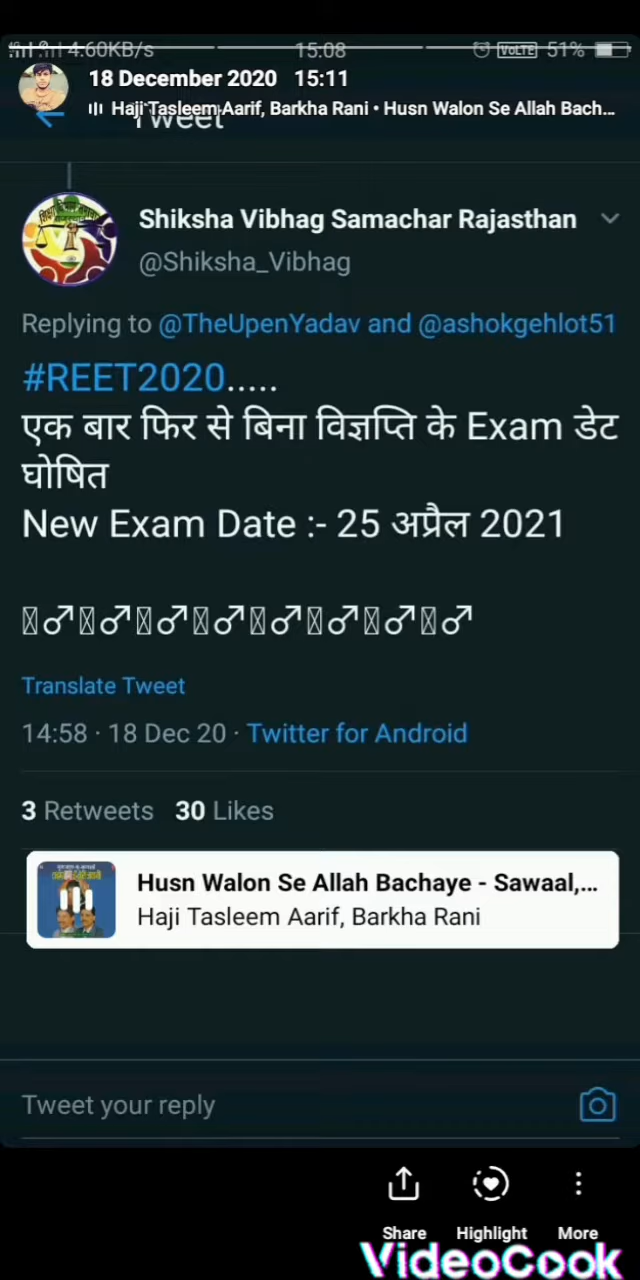 4.60KB/s 15.08 VoLTE 51%
18 December 2020 15:11
Haji Tasleem Aarif, Barkha Rani • Husn Walon Se Allah Bach...
Tweet
Shiksha Vibhag Samachar Rajasthan
@Shiksha_Vibhag
Replying to @TheUpenYadav and @ashokgehlot51
#REET2020.....
एक बार फिर से बिना विज्ञप्ति के Exam डेट
घोषित
New Exam Date :- 25 अप्रैल 2021
♂♂♂♂♂♂♂♂
Translate Tweet
14:58 · 18 Dec 20 · Twitter for Android
3 Retweets 30 Likes
Husn Walon Se Allah Bachaye - Sawaal,...
Haji Tasleem Aarif, Barkha Rani
Tweet your reply
Share Highlight More
VideoCook